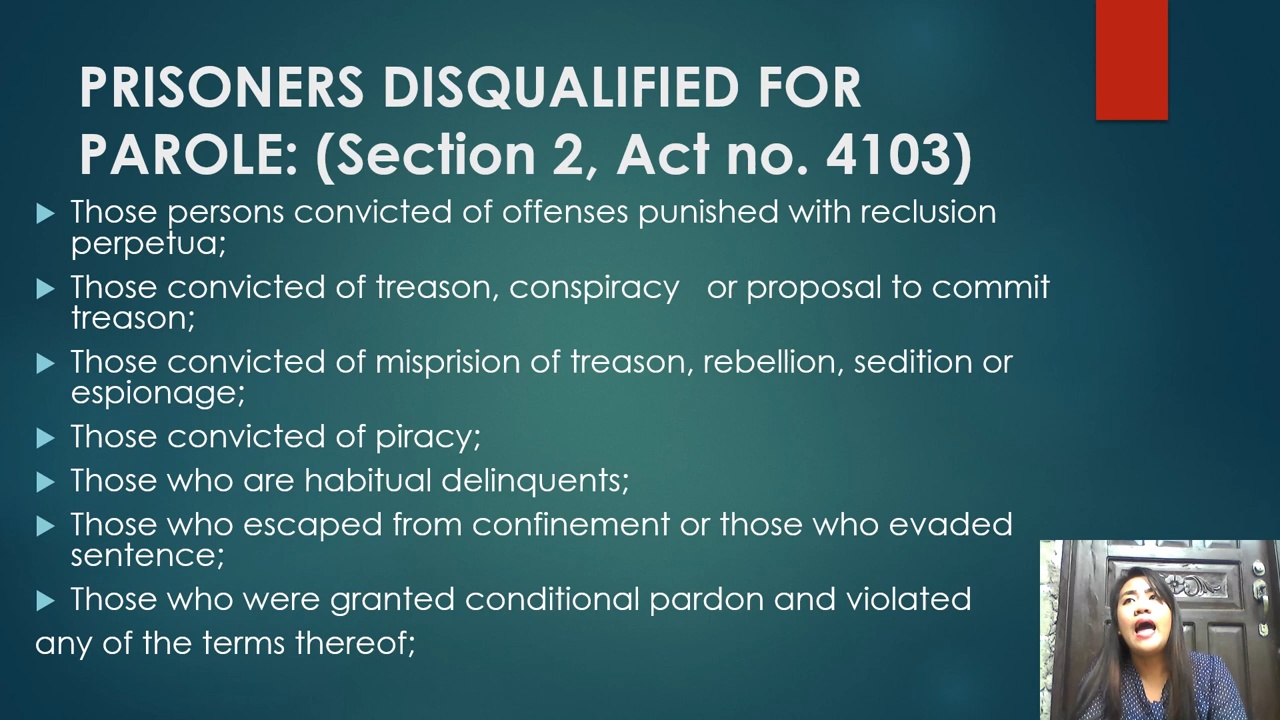 PRISONERS DISQUALIFIED FOR
PAROLE: (Section 2, Act no. 4103)
Those persons convicted of offenses punished with reclusion
perpetua;
Those convicted of treason, conspiracy or proposal to commit
treason;
Those convicted of misprision of treason, rebellion, sedition or
espionage;
Those convicted of piracy;
Those who are habitual delinquents;
Those who escaped from confinement or those who evaded
sentence;
Those who were granted conditional pardon and violated
any of the terms thereof;